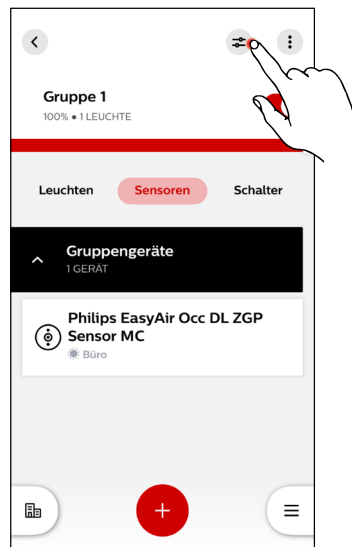 Gruppe 1
100% • 1 LEUCHTE
Leuchten Sensoren Schalter
Gruppengeräte
1 GERÄT
Philips EasyAir Occ DL ZGP
Sensor MC
Büro